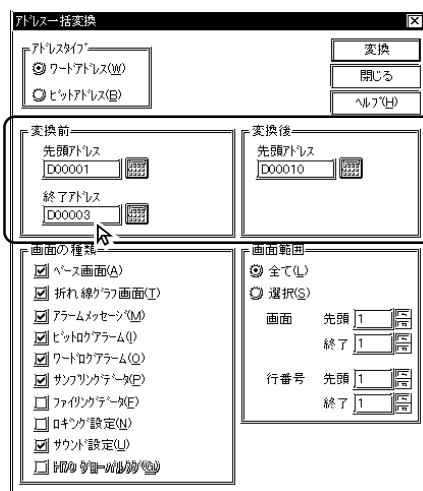 アドレス一括変換
アドレスタイプ
ワードアドレス(W)
ビットアドレス(B)
変換
閉じる
ヘルプ(H)
変換前
先頭アドレス
D00001
終了アドレス
D00003
変換後
先頭アドレス
D00010
画面の種類
ベース画面(A)
折れ線グラフ画面(T)
アラームメッセージ(M)
ビットログアラーム(I)
ワードログアラーム(O)
サンプリングデータ(P)
ファイリングデータ(F)
ロギング設定(N)
サウンド設定(U)
画面範囲
全て(L)
選択(S)
画面 先頭 1
終了 1
行番号 先頭 1
終了 1